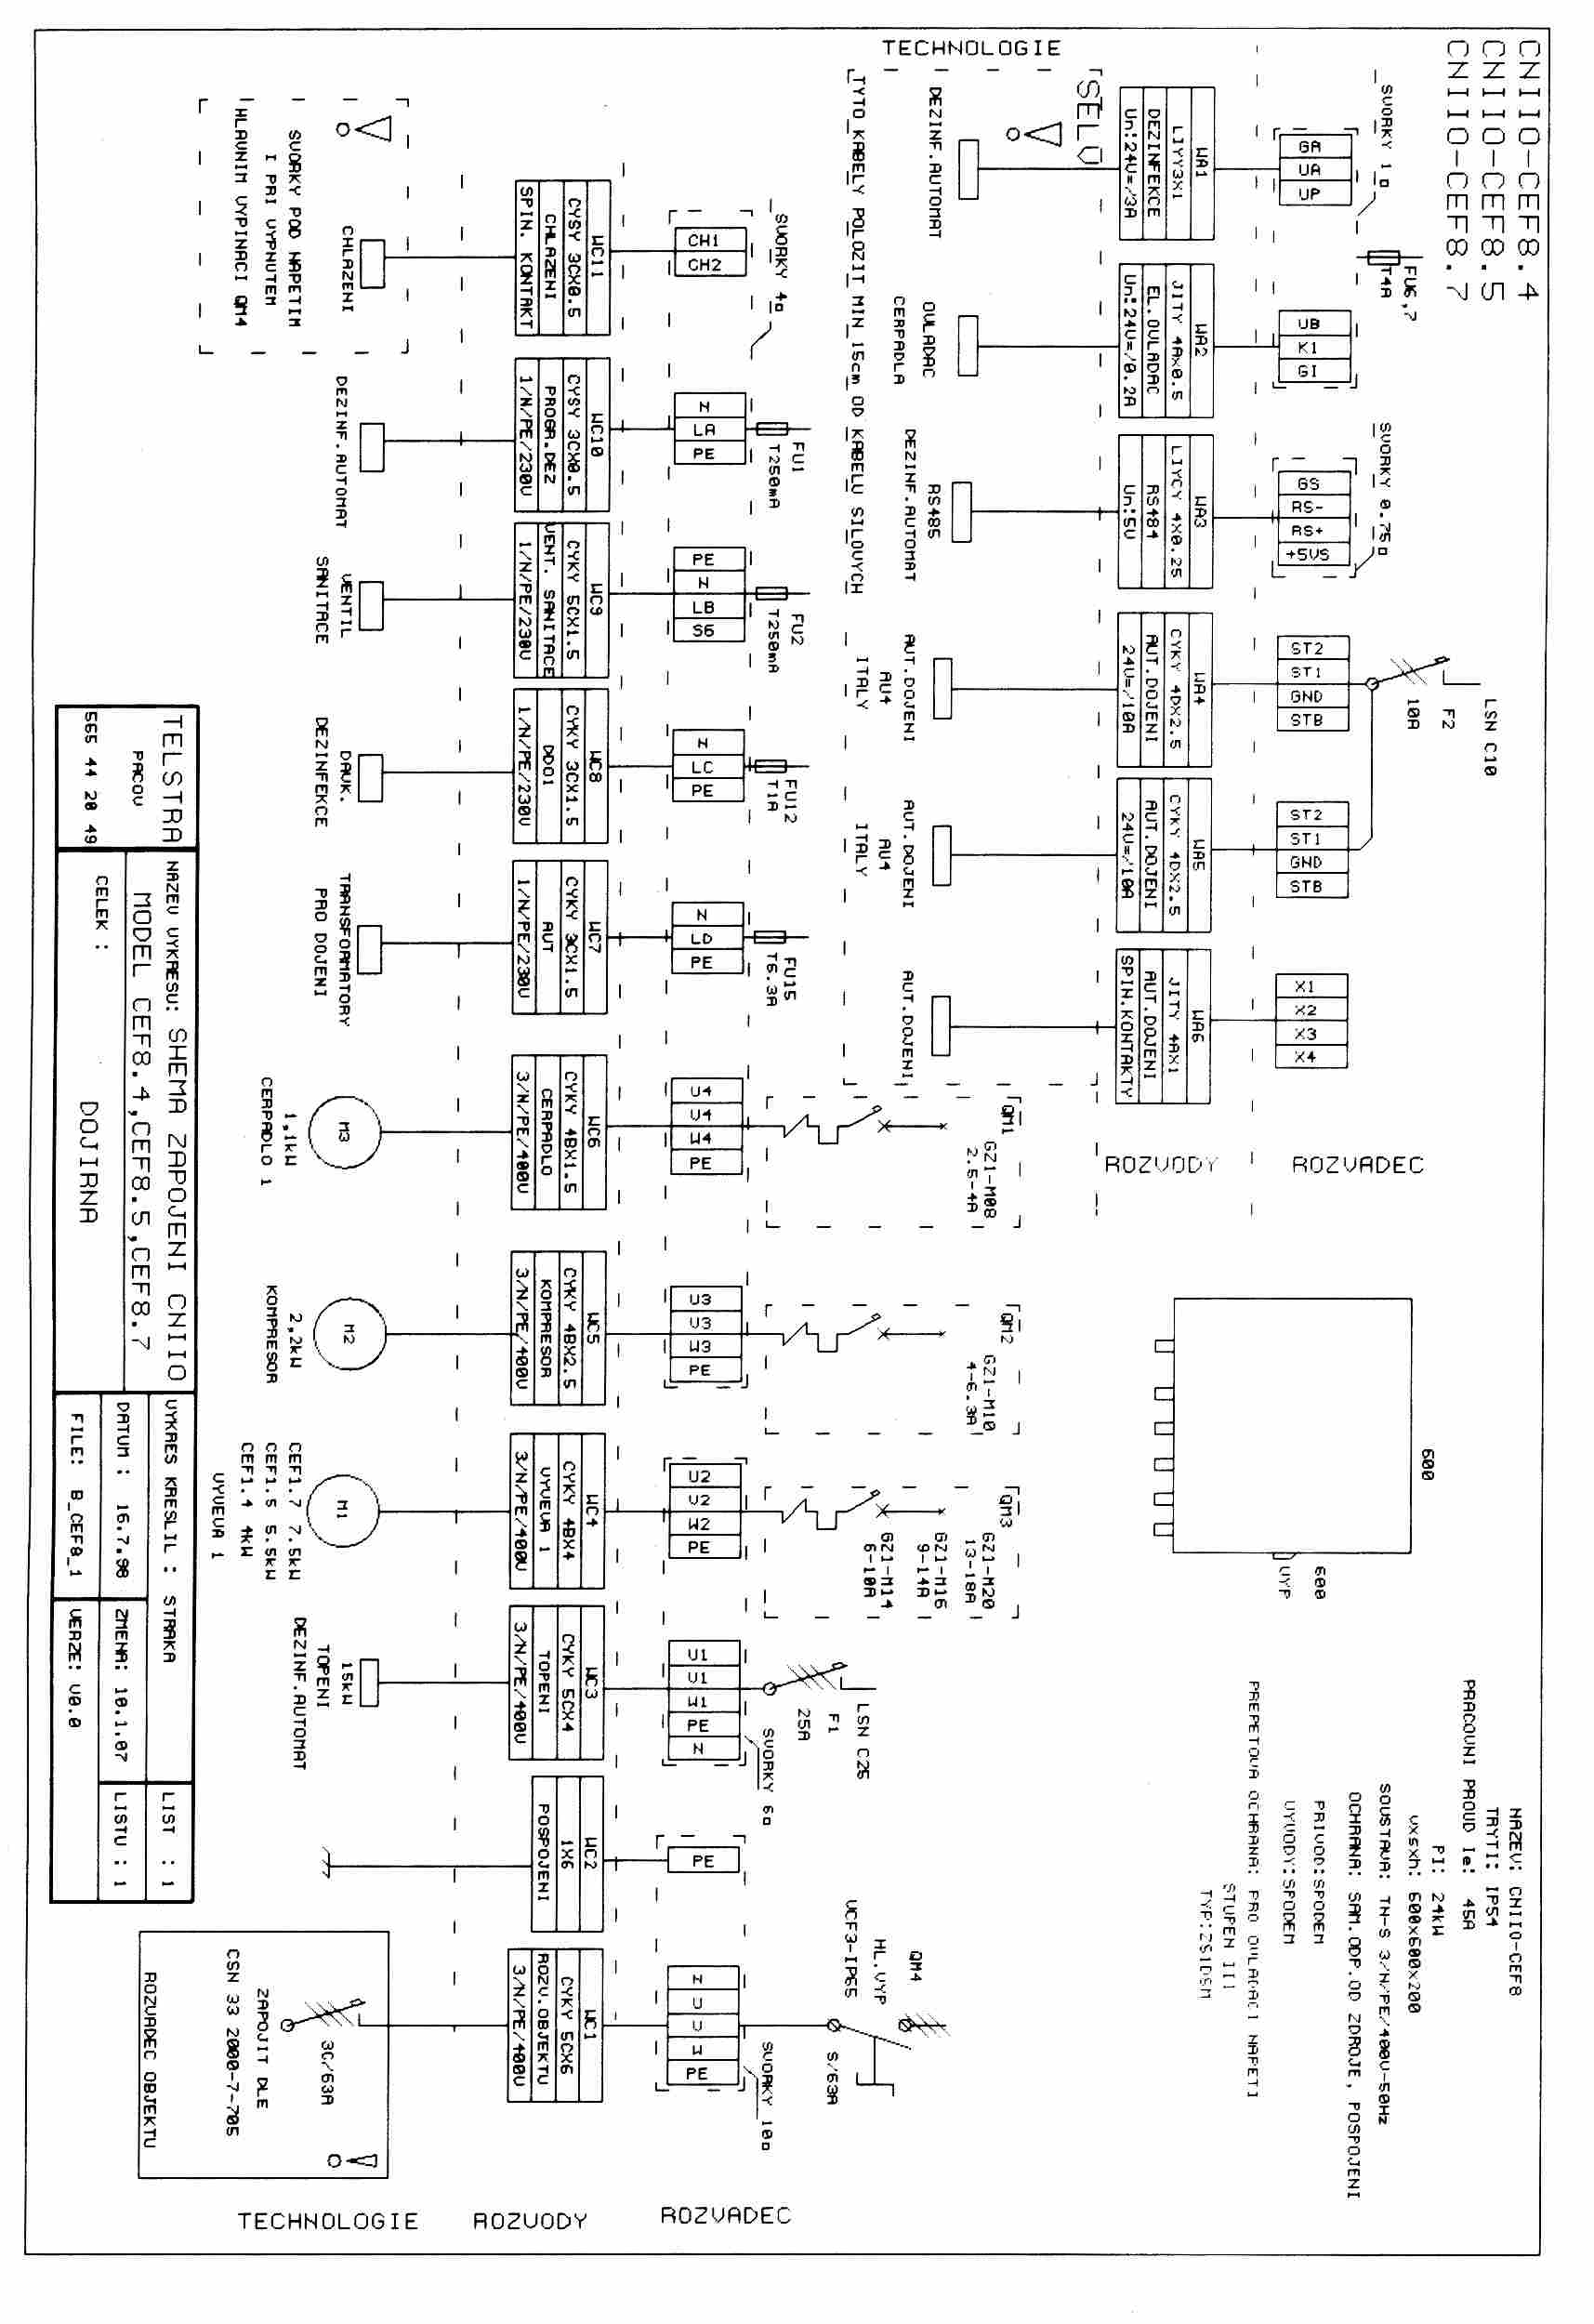 CNIIO-CEF8.4
CNIIO-CEF8.5
CNIIO-CEF8.7
TECHNOLOGIE
SELV
ROZVODY
ROZVADEC
SVORKY 1□
GA
UA
UP
WA1
LIYY3X1
DEZINFEKCE
Un:24V=/3A
DEZINF.AUTOMAT
FU6,7
T4A
UB
K1
GI
WA2
JITY 4Ax0.5
EL.OVLADAC
Un:24V=/0.2A
OVLADAC
CERPADLA
SVORKY 0.75□
GS
RS-
RS+
+5VS
WA3
LIYCY 4X0.25
RS484
Un:5V
DEZINF.AUTOMAT
RS485
LSN C10
F2
10A
ST2
ST1
GND
STB
WA4
CYKY 4DX2.5
AUT.DOJENI
24V=/10A
AUT.DOJENI
AU4
ITALY
ST2
ST1
GND
STB
WA5
CYKY 4DX2.5
AUT.DOJENI
24V=/10A
AUT.DOJENI
AU4
ITALY
X1
X2
X3
X4
WA6
JITY 4AX1
AUT.DOJENI
SPIN.KONTAKTY
AUT.DOJENI
TYTO KABELY POLOZIT MIN 15cm OD KABELU SILOVYCH
600
600
VYP
NAZEV: CNIIO-CEF8
TRYTI: IP54
PRACOVNI PROUD Ie: 45A
PI: 24kW
vxsxh: 600x600x200
SOUSTAVA: TN-S 3/N/PE/400V-50Hz
OCHRANA: SAM.ODP.OD ZDROJE, POSPOJENI
PRIVOD:SPODEM
VYVODY:SPODEM
PREPETOVA OCHRANA: PRO OVLADACI NAPETI
STUPEN III
TYP:ZS1DSM
SVORKY 4□
CH1
CH2
WC11
CYSY 3CX0.5
CHLAZENI
SPIN. KONTAKT
CHLAZENI
SVORKY POD NAPETIM
I PRI VYPNUTEM
HLAVNIM VYPINACI QM4
FU1
T250mA
N
LA
PE
WC10
CYSY 3CX0.5
PROGR.DEZ
1/N/PE/230V
DEZINF.AUTOMAT
FU2
T250mA
PE
N
LB
S6
WC9
CYKY 5CX1.5
VENT. SANITACE
1/N/PE/230V
VENTIL
SANITACE
FU12
T1A
N
LC
PE
WC8
CYKY 3CX1.5
DDO1
1/N/PE/230V
DAVK.
DEZINFEKCE
FU15
T6.3A
N
LD
PE
WC7
CYKY 3CX1.5
AUT
1/N/PE/230V
TRANSFORMATORY
PRO DOJENI
QM1
GZ1-M08
2.5-4A
U4
V4
W4
PE
WC6
CYKY 4BX1.5
CERPADLO
3/N/PE/400V
M3
1,1kW
CERPADLO 1
QM2
GZ1-M10
4-6.3A
U3
V3
W3
PE
WC5
CYKY 4BX2.5
KOMPRESOR
3/N/PE/400V
M2
2,2kW
KOMPRESOR
QM3
GZ1-M20
13-18A
GZ1-M16
9-14A
GZ1-M14
6-10A
U2
V2
W2
PE
WC4
CYKY 4BX4
VYVEVA 1
3/N/PE/400V
M1
CEF1.7 7.5kW
CEF1.5 5.5kW
CEF1.4 4kW
VYVEVA 1
LSN C25
F1
25A
SVORKY 6□
U1
V1
W1
PE
N
WC3
CYKY 5CX4
TOPENI
3/N/PE/400V
15kW
TOPENI
DEZINF.AUTOMAT
PE
WC2
1X6
POSPOJENI
QM4
HL.VYP
VCF3-IP65
S/63A
SVORKY 10□
N
U
V
W
PE
WC1
CYKY 5CX6
ROZV.OBJEKTU
3/N/PE/400V
3C/63A
ZAPOJIT DLE
CSN 33 2000-7-705
ROZVADEC OBJEKTU
ROZVADEC
ROZVODY
TECHNOLOGIE
TELSTRA
PACOV
565 44 20 49
NAZEV VYKRESU: SHEMA ZAPOJENI CNIIO
MODEL CEF8.4,CEF8.5,CEF8.7
CELEK :
DOJIRNA
VYKRES KRESLIL : STRAKA
LIST : 1
DATUM : 16.7.98
ZMENA: 10.1.07
LISTU : 1
FILE: B_CEF8_1
VERZE: V0.0